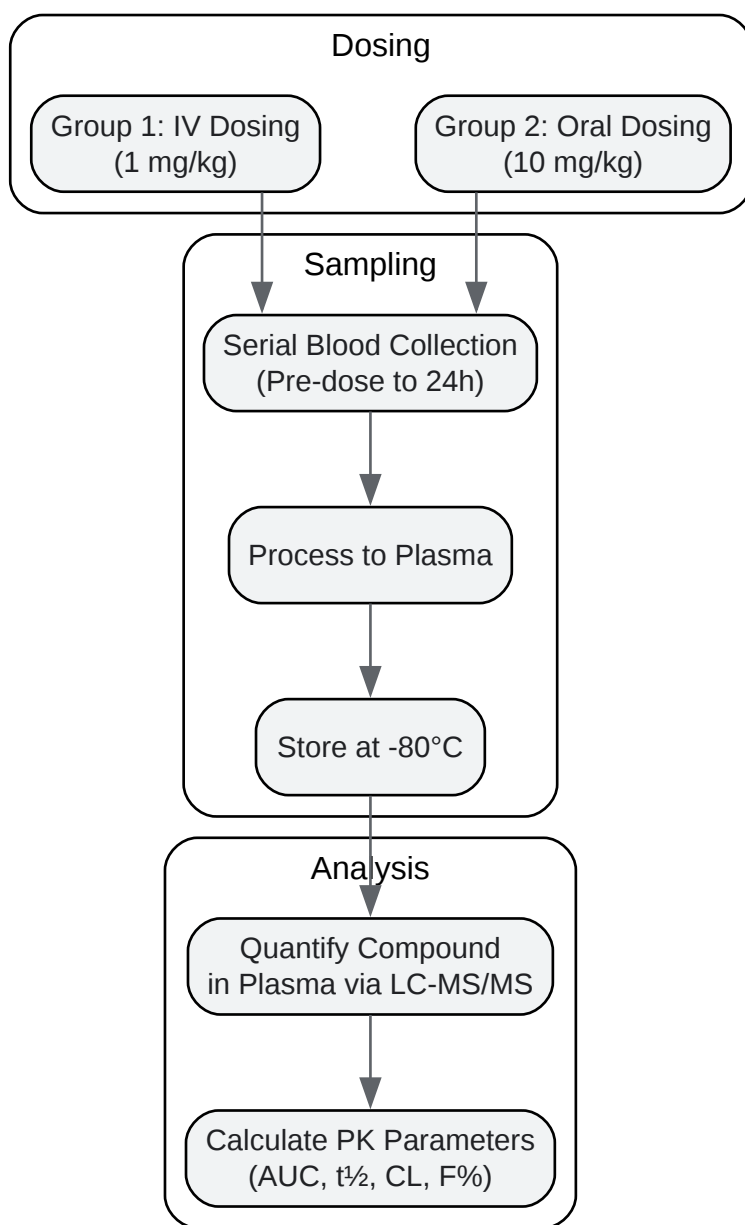 Dosing
Group 1: IV Dosing
(1 mg/kg)
Group 2: Oral Dosing
(10 mg/kg)
Sampling
Serial Blood Collection
(Pre-dose to 24h)
Process to Plasma
Store at -80°C
Analysis
Quantify Compound
in Plasma via LC-MS/MS
Calculate PK Parameters
(AUC, t½, CL, F%)